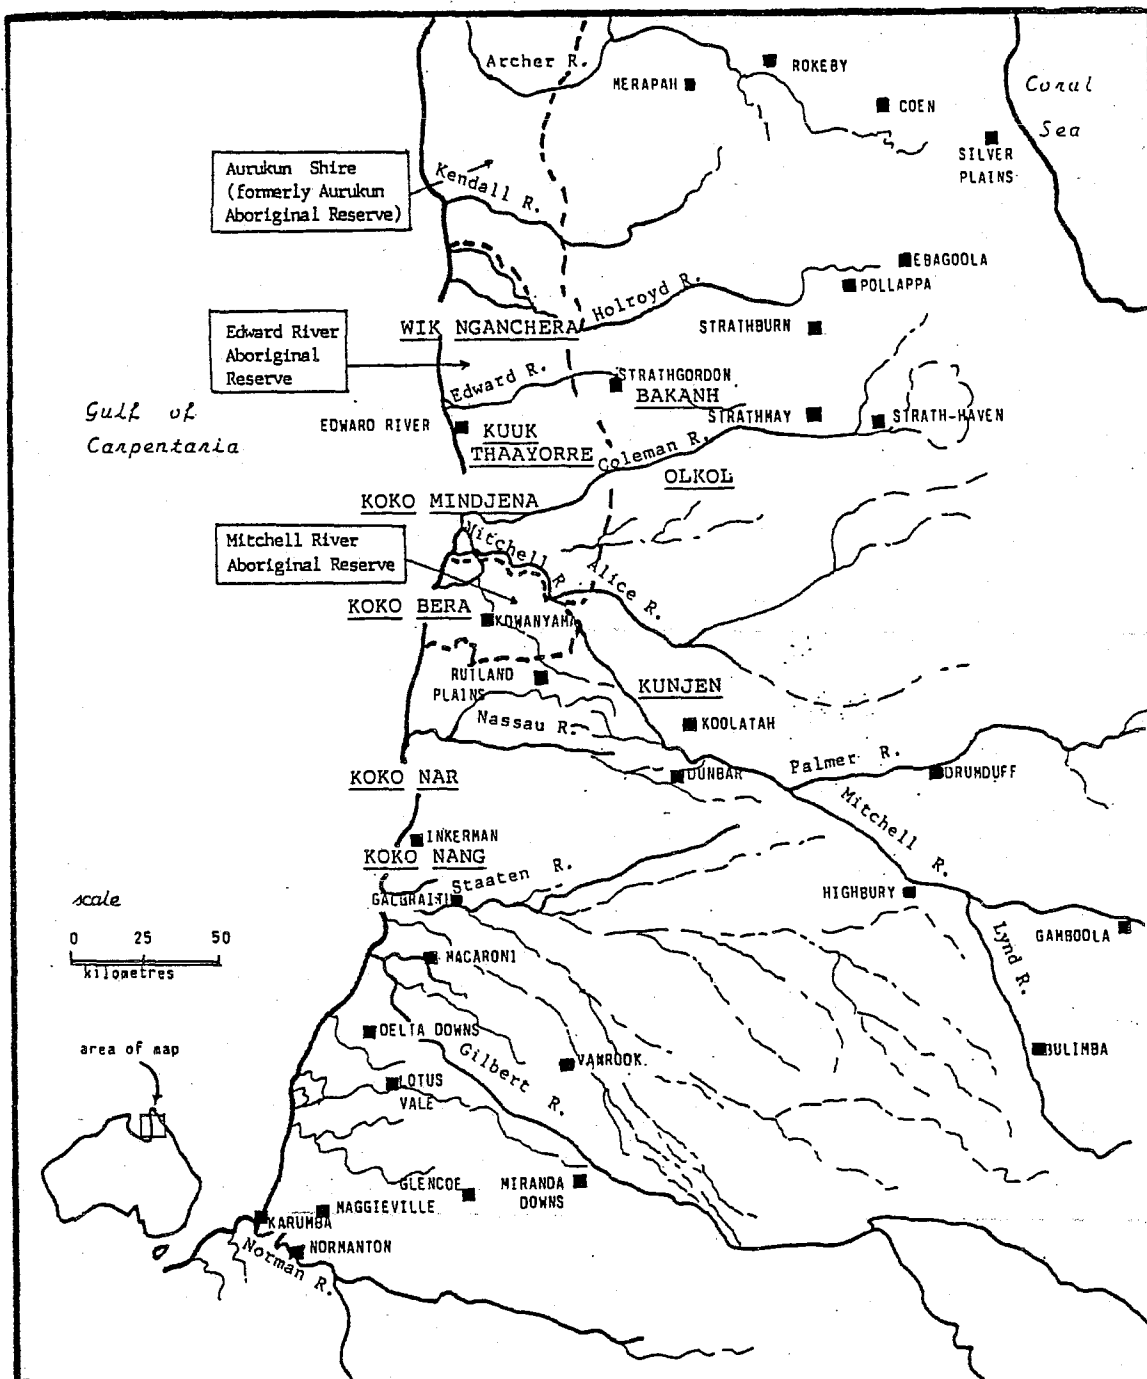 Archer R.
MERAPAH
ROKEBY
COEN
Coral
Sea
SILVER
PLAINS
Aurukun Shire
(formerly Aurukun
Aboriginal Reserve)
Kendall R.
EBAGOOLA
POLLAPPA
Holroyd R.
STRATHBURN
WIK NGANCHERA
Edward River
Aboriginal
Reserve
Edward R.
STRATHGORDON
BAKANH
STRATHMAY
STRATH-HAVEN
Gulf of
Carpentaria
EDWARD RIVER
KUUK
THAAYORRE
Coleman R.
OLKOL
KOKO MINDJENA
Mitchell River
Aboriginal Reserve
Mitchell R.
Alice R.
KOKO BERA
KOWANYAMA
RUTLAND
PLAINS
KUNJEN
Nassau R.
KOOLATAH
KOKO NAR
DUNBAR
Palmer R.
DRUMDUFF
Mitchell R.
INKERMAN
KOKO NANG
Staaten R.
GALBRAITH
HIGHBURY
scale
0 25 50
kilometres
GAMBOOLA
Lynd R.
MACARONI
DELTA DOWNS
area of map
Gilbert R.
VANROOK.
BULIMBA
LOTUS
VALE
GLENCOE
MIRANDA
DOWNS
MAGGIEVILLE
KARUMBA
NORMANTON
Norman R.